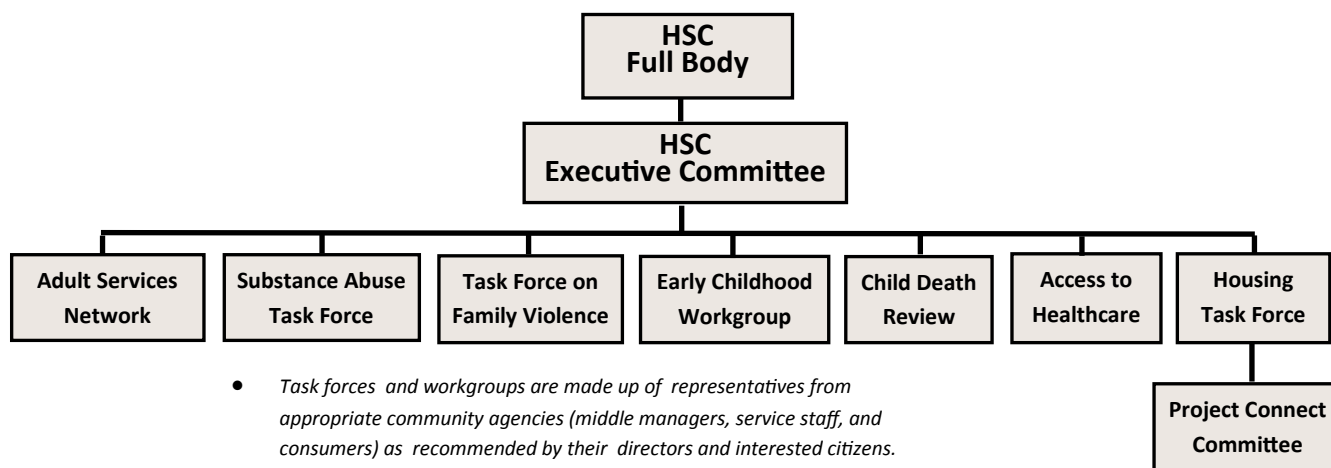 HSC
Full Body
HSC
Executive Committee
Adult Services
Network
Substance Abuse
Task Force
Task Force on
Family Violence
Early Childhood
Workgroup
Child Death
Review
Access to
Healthcare
Housing
Task Force
• Task forces and workgroups are made up of representatives from
appropriate community agencies (middle managers, service staff, and
consumers) as recommended by their directors and interested citizens.
Project Connect
Committee